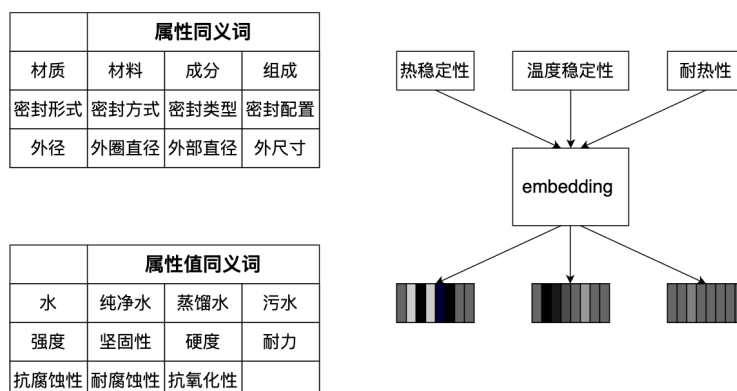 属性同义词
材质 材料 成分 组成
密封形式 密封方式 密封类型 密封配置
外径 外圈直径 外部直径 外尺寸
属性值同义词
水 纯净水 蒸馏水 污水
强度 坚固性 硬度 耐力
抗腐蚀性 耐腐蚀性 抗氧化性
热稳定性 温度稳定性 耐热性
embedding